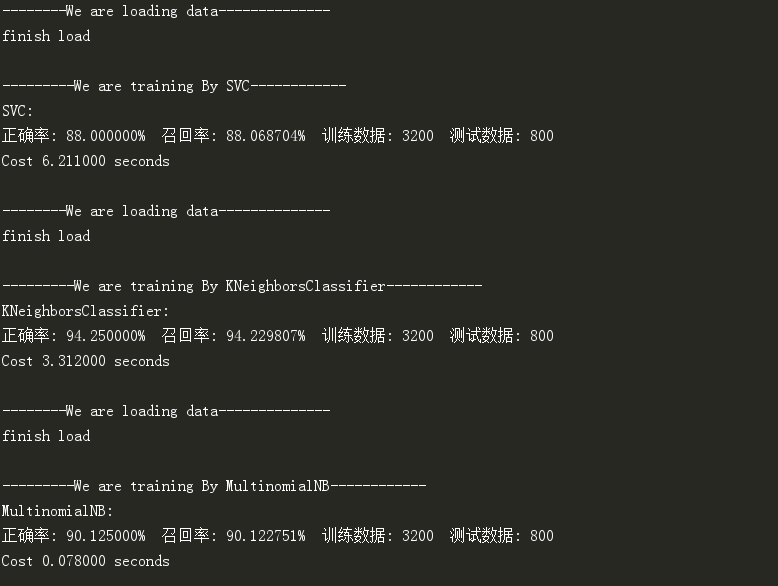 --------We are loading data--------------
finish load
---------We are training By SVC------------
SVC:
正确率: 88.000000%  召回率: 88.068704%  训练数据: 3200  测试数据: 800
Cost 6.211000 seconds
--------We are loading data--------------
finish load
---------We are training By KNeighborsClassifier------------
KNeighborsClassifier:
正确率: 94.250000%  召回率: 94.229807%  训练数据: 3200  测试数据: 800
Cost 3.312000 seconds
--------We are loading data--------------
finish load
---------We are training By MultinomialNB------------
MultinomialNB:
正确率: 90.125000%  召回率: 90.122751%  训练数据: 3200  测试数据: 800
Cost 0.078000 seconds